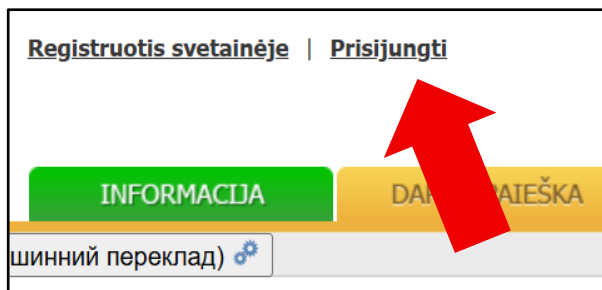 Registruotis svetainėje | Prisijungti
INFORMACIJA PAIEŠKA
шинний переклад)